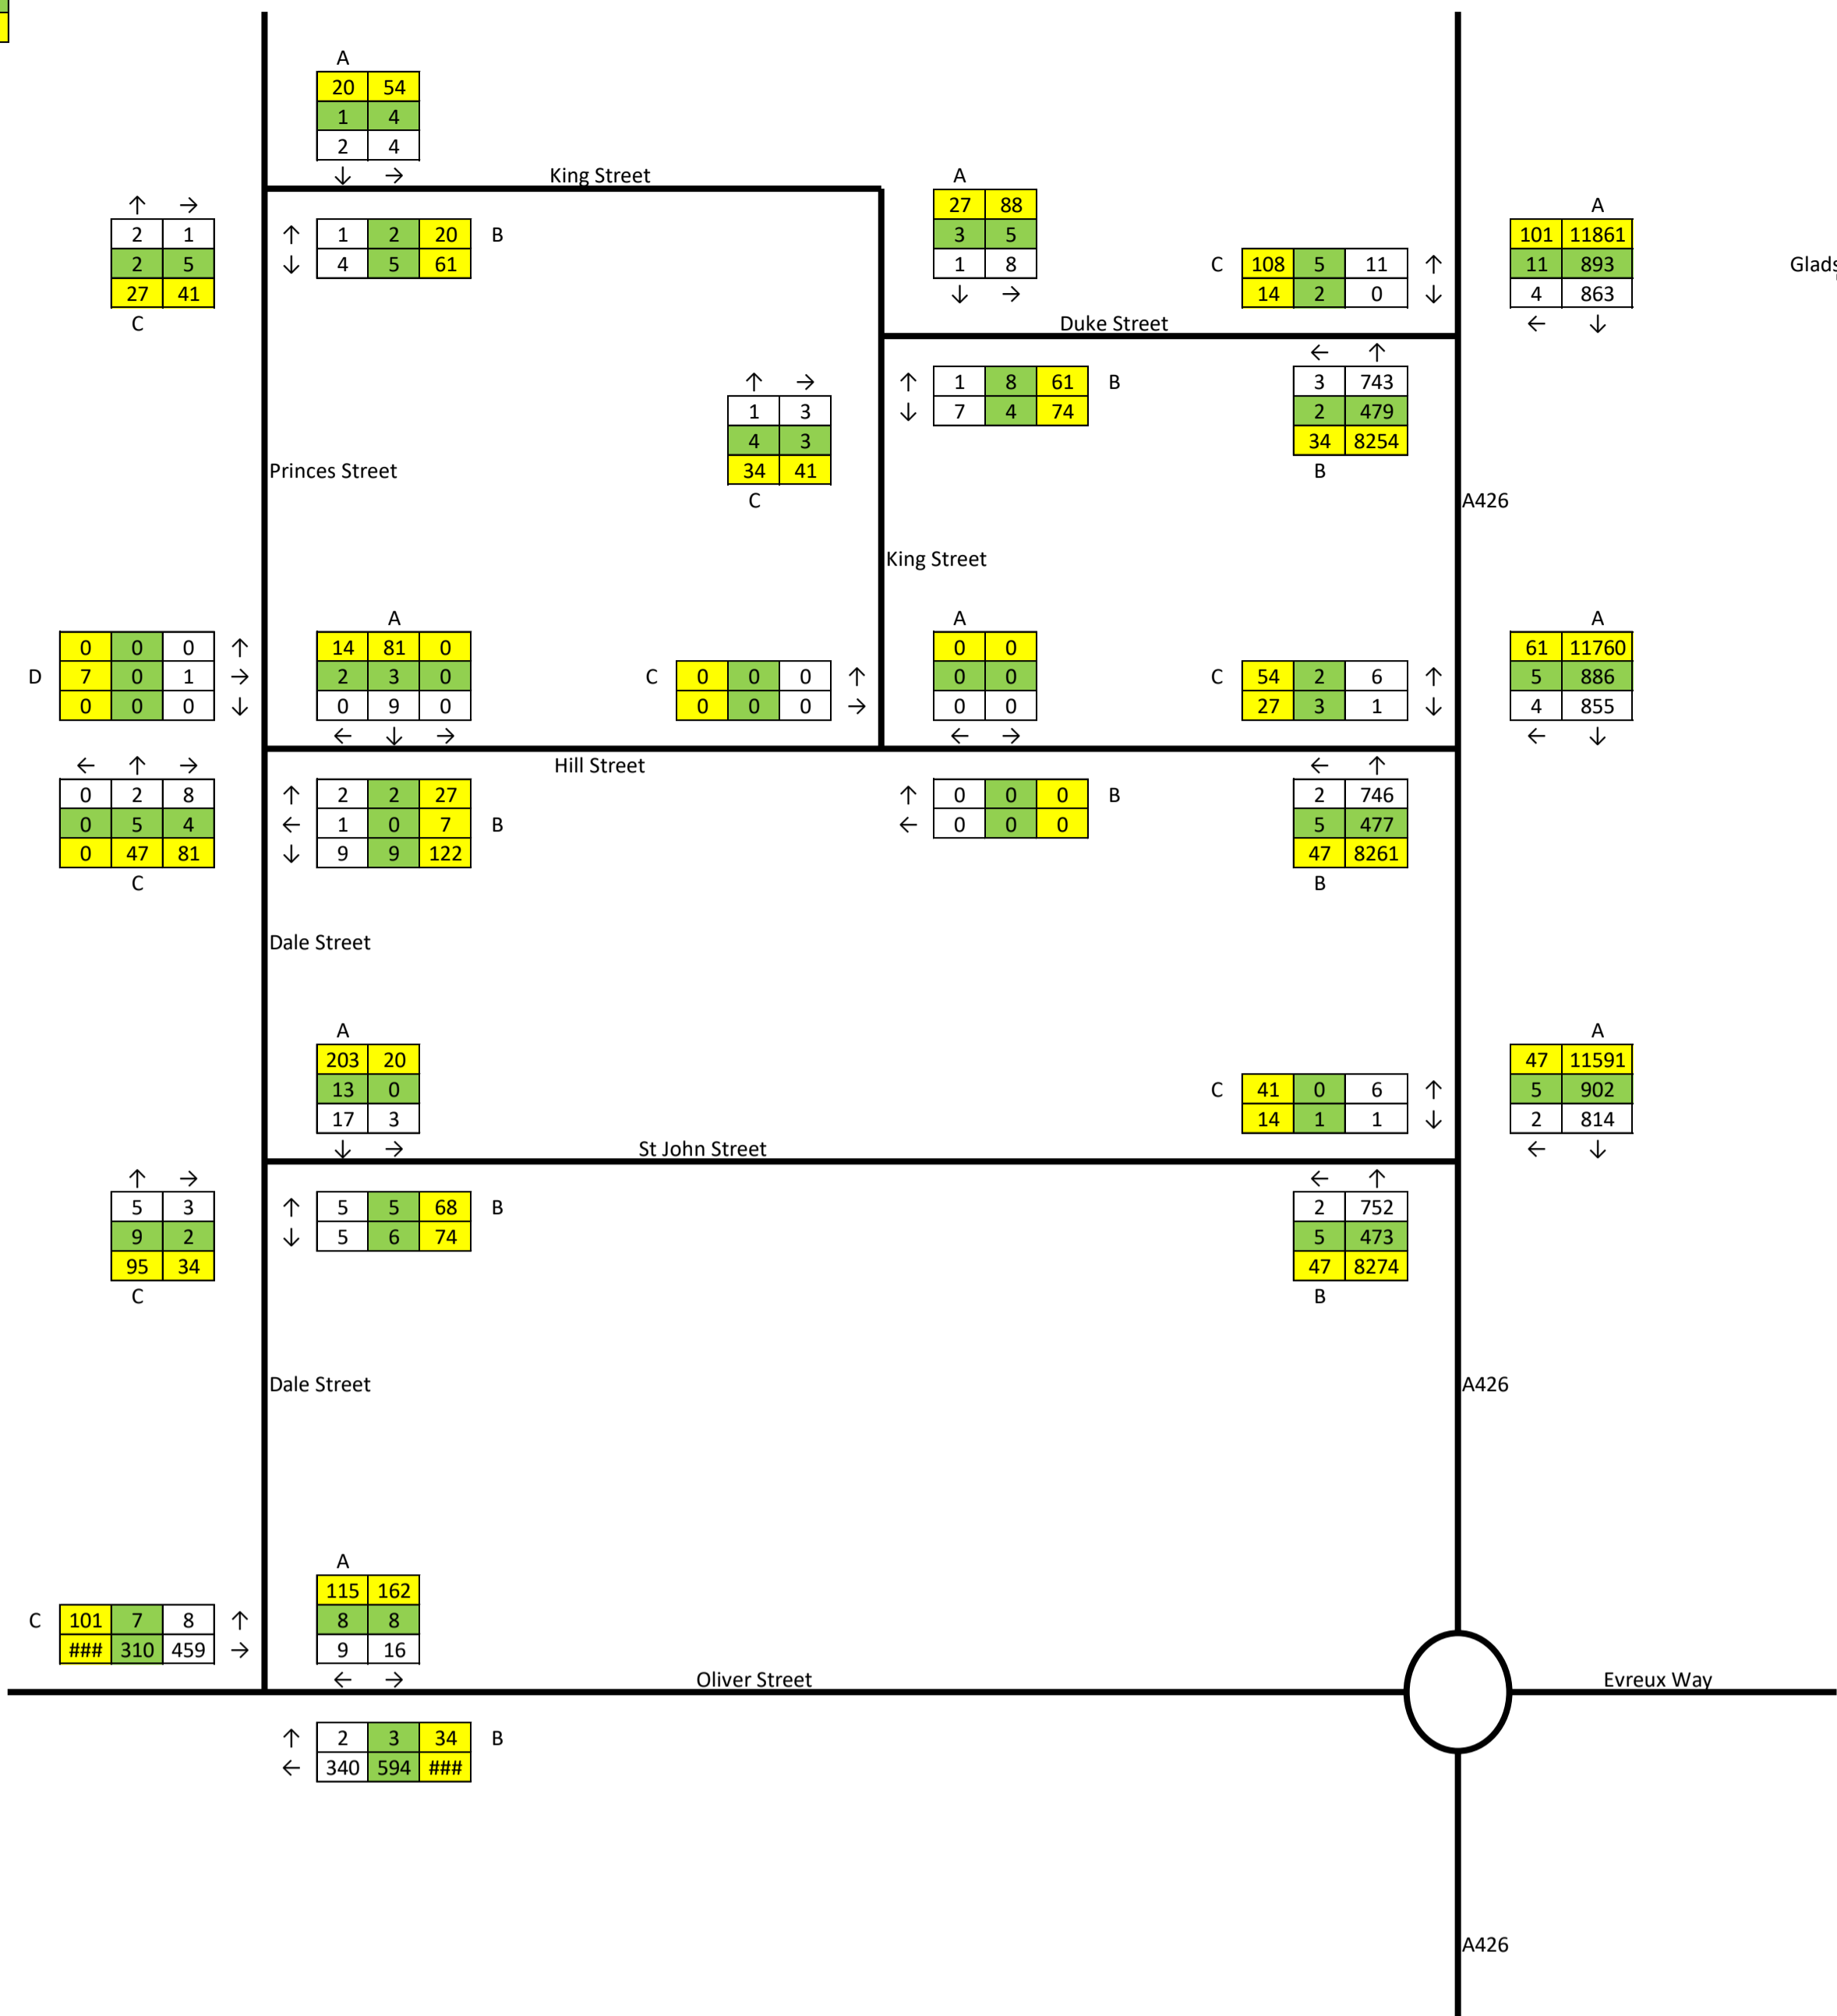 A
20 54
1 4
2 4
↓ →
King Street
A
27 88
3 5
1 8
↓ →
A
101 11861
11 893
4 863
← ↓
↑ →
2 1
2 5
27 41
C
↑ 1 2 20 B
↓ 4 5 61
C 108 5 11 ↑
14 2 0 ↓
Duke Street
← ↑
3 743
2 479
34 8254
B
↑ →
1 3
4 3
34 41
C
↑ 1 8 61 B
↓ 7 4 74
Princes Street
A426
King Street
D 0 0 0 ↑
7 0 1 →
0 0 0 ↓
A
14 81 0
2 3 0
0 9 0
← ↓ →
C 0 0 0 ↑
0 0 0 →
A
0 0
0 0
0 0
← →
C 54 2 6 ↑
27 3 1 ↓
A
61 11760
5 886
4 855
← ↓
Hill Street
← ↑ →
0 2 8
0 5 4
0 47 81
C
↑ 2 2 27
← 1 0 7 B
↓ 9 9 122
↑ 0 0 0 B
← 0 0 0
← ↑
2 746
5 477
47 8261
B
Dale Street
A
203 20
13 0
17 3
↓ →
C 41 0 6 ↑
14 1 1 ↓
A
47 11591
5 902
2 814
← ↓
St John Street
↑ →
5 3
9 2
95 34
C
↑ 5 5 68 B
↓ 5 6 74
← ↑
2 752
5 473
47 8274
B
Dale Street
A426
C 101 7 8 ↑
### 310 459 →
A
115 162
8 8
9 16
← →
Oliver Street
Evreux Way
↑ 2 3 34 B
← 340 594 ###
A426